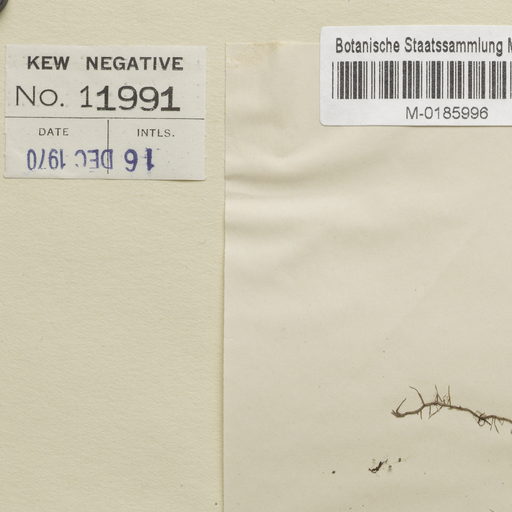 KEW NEGATIVE
No. 11991
DATE INTLS.
16 DEC 1970
Botanische Staatssammlung M
M-0185996